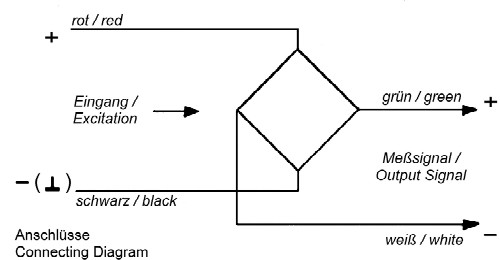 rot / red
+
Eingang /
Excitation
grün / green
+
Meßsignal /
Output Signal
− (⊥)
schwarz / black
weiß / white
−
Anschlüsse
Connecting Diagram